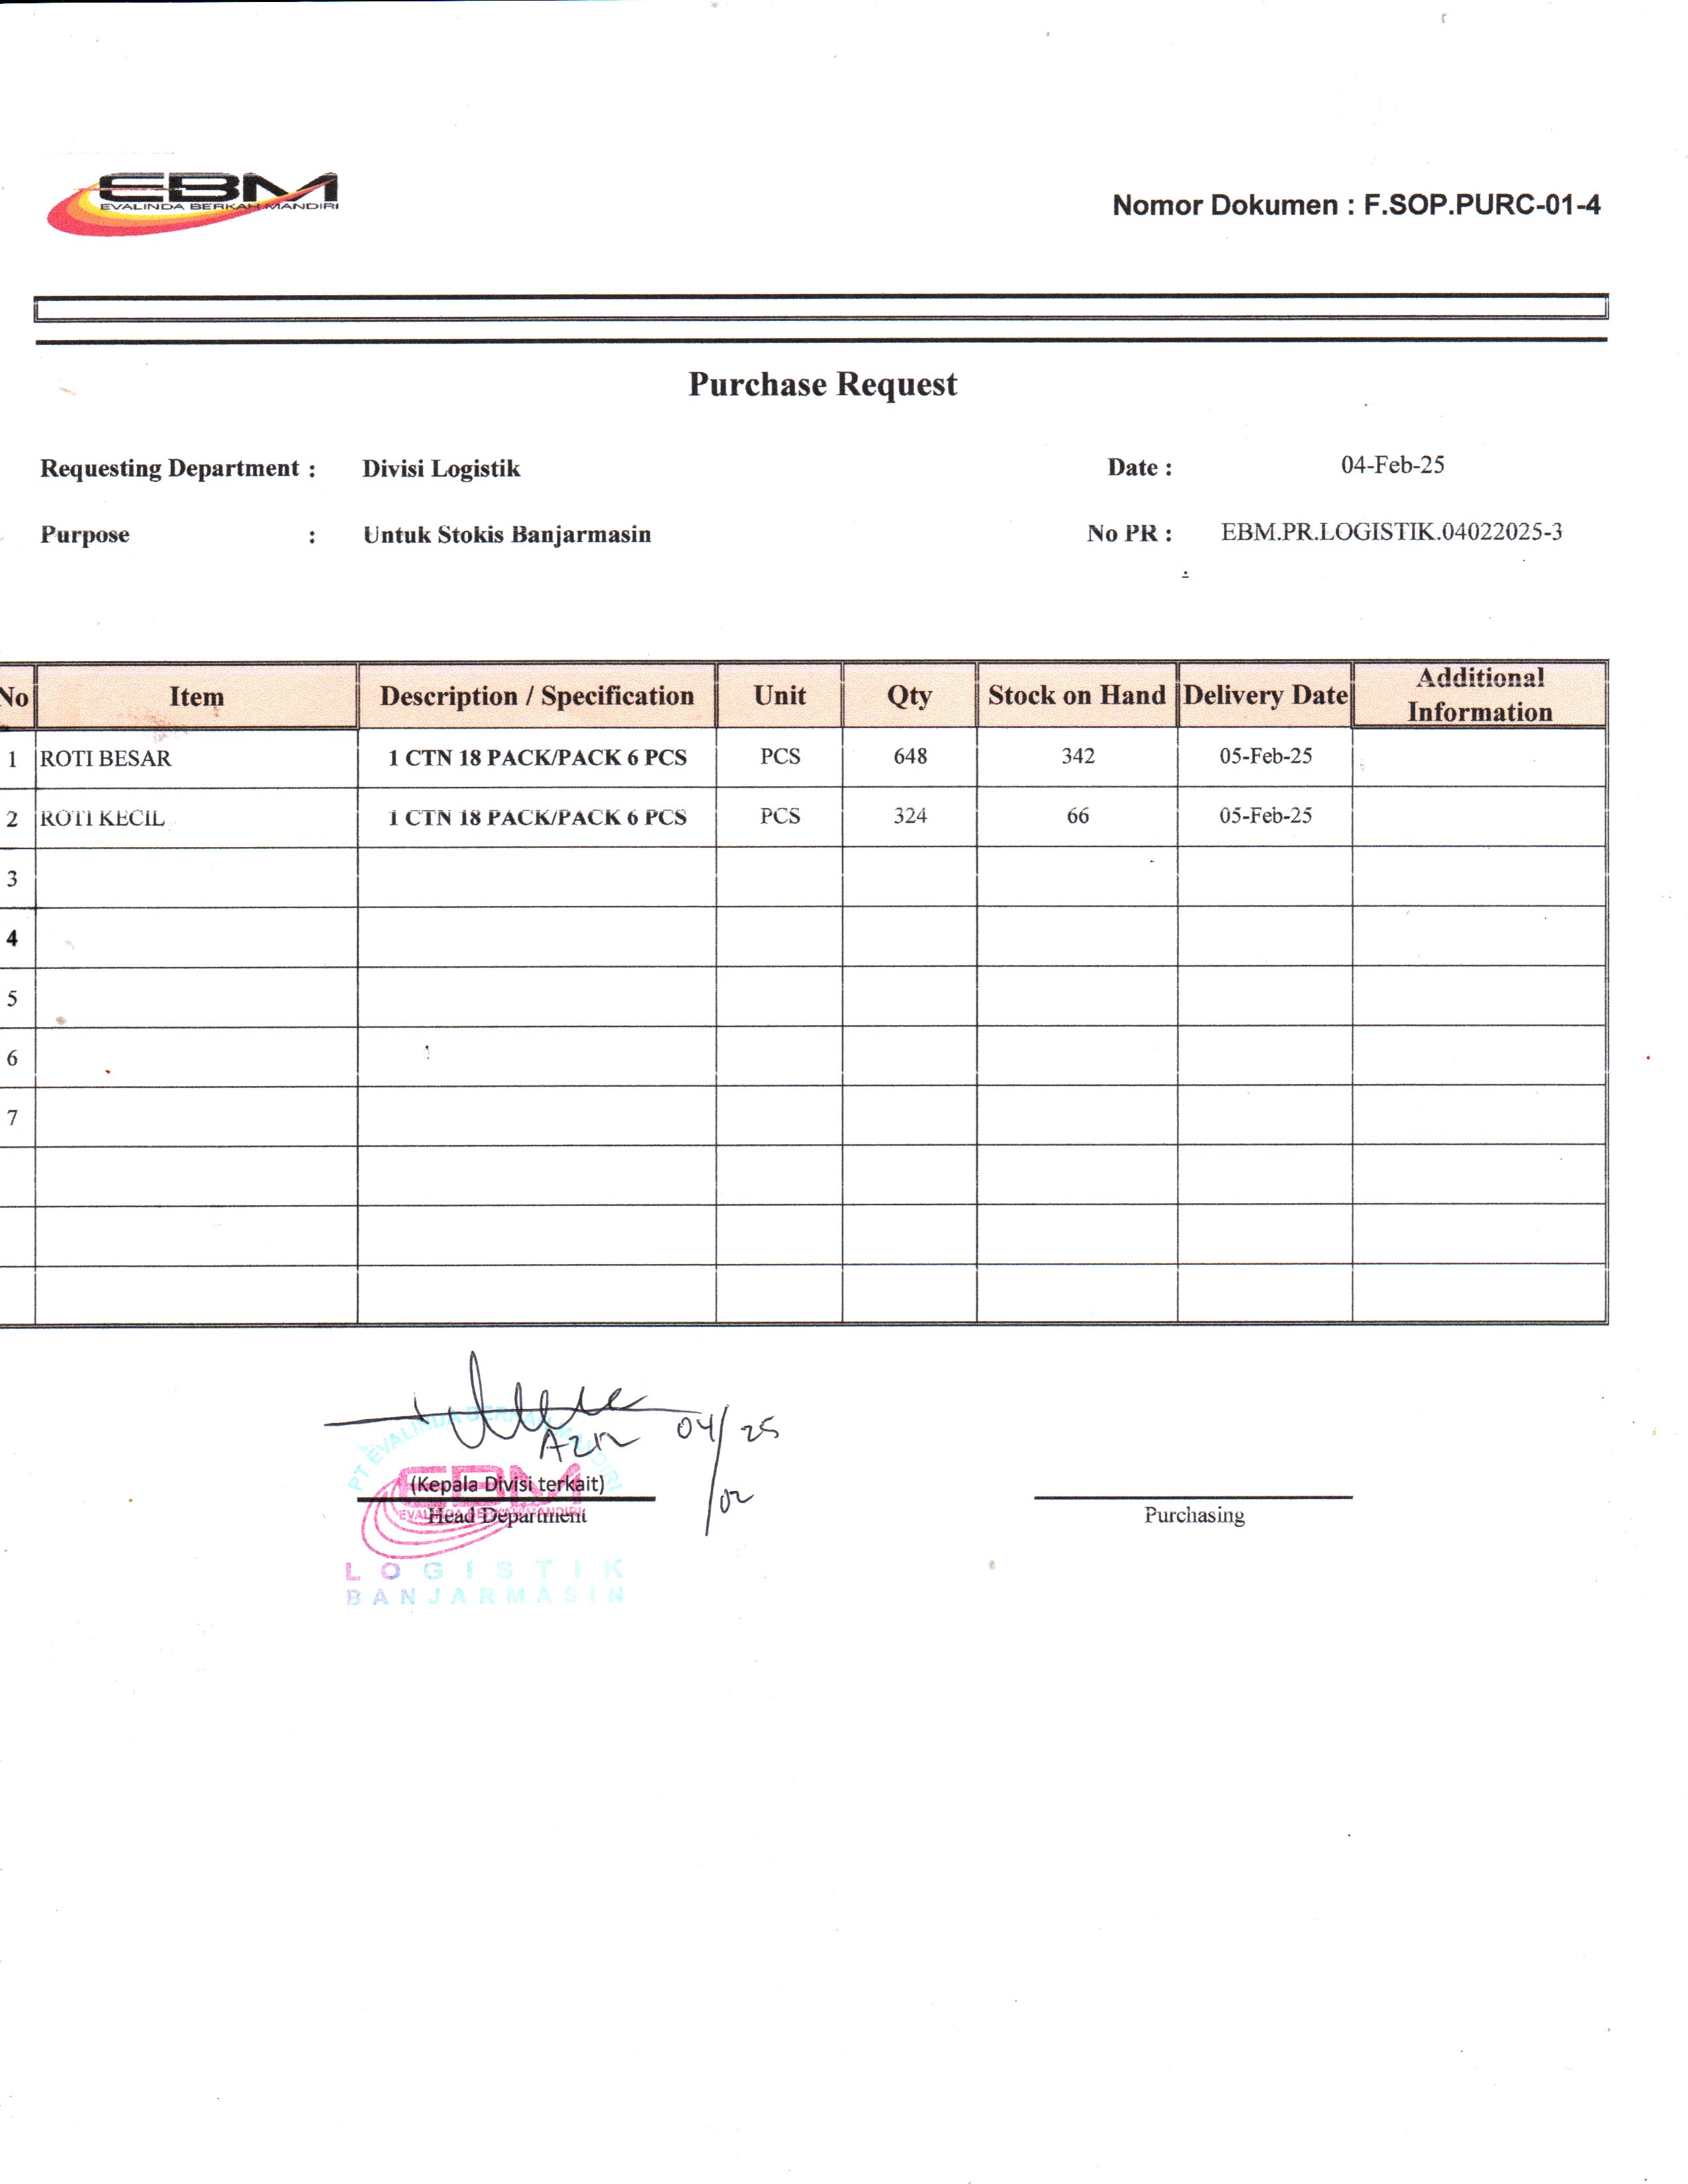 EBM
EVALINDA BERKAH MANDIRI
Nomor Dokumen : F.SOP.PURC-01-4
Purchase Request
Requesting Department : Divisi Logistik Date : 04-Feb-25
Purpose : Untuk Stokis Banjarmasin No PR : EBM.PR.LOGISTIK.04022025-3
No Item Description / Specification Unit Qty Stock on Hand Delivery Date Additional Information
1 ROTI BESAR 1 CTN 18 PACK/PACK 6 PCS PCS 648 342 05-Feb-25
2 ROTI KECIL 1 CTN 18 PACK/PACK 6 PCS PCS 324 66 05-Feb-25
3
4
5
6
7
04/02 25
PT EVALINDA BERKAH MANDIRI
EBM
(Kepala Divisi terkait)
EVALINDA BERKAH MANDIRI
Head Department
Purchasing
LOGISTIK
BANJARMASIN